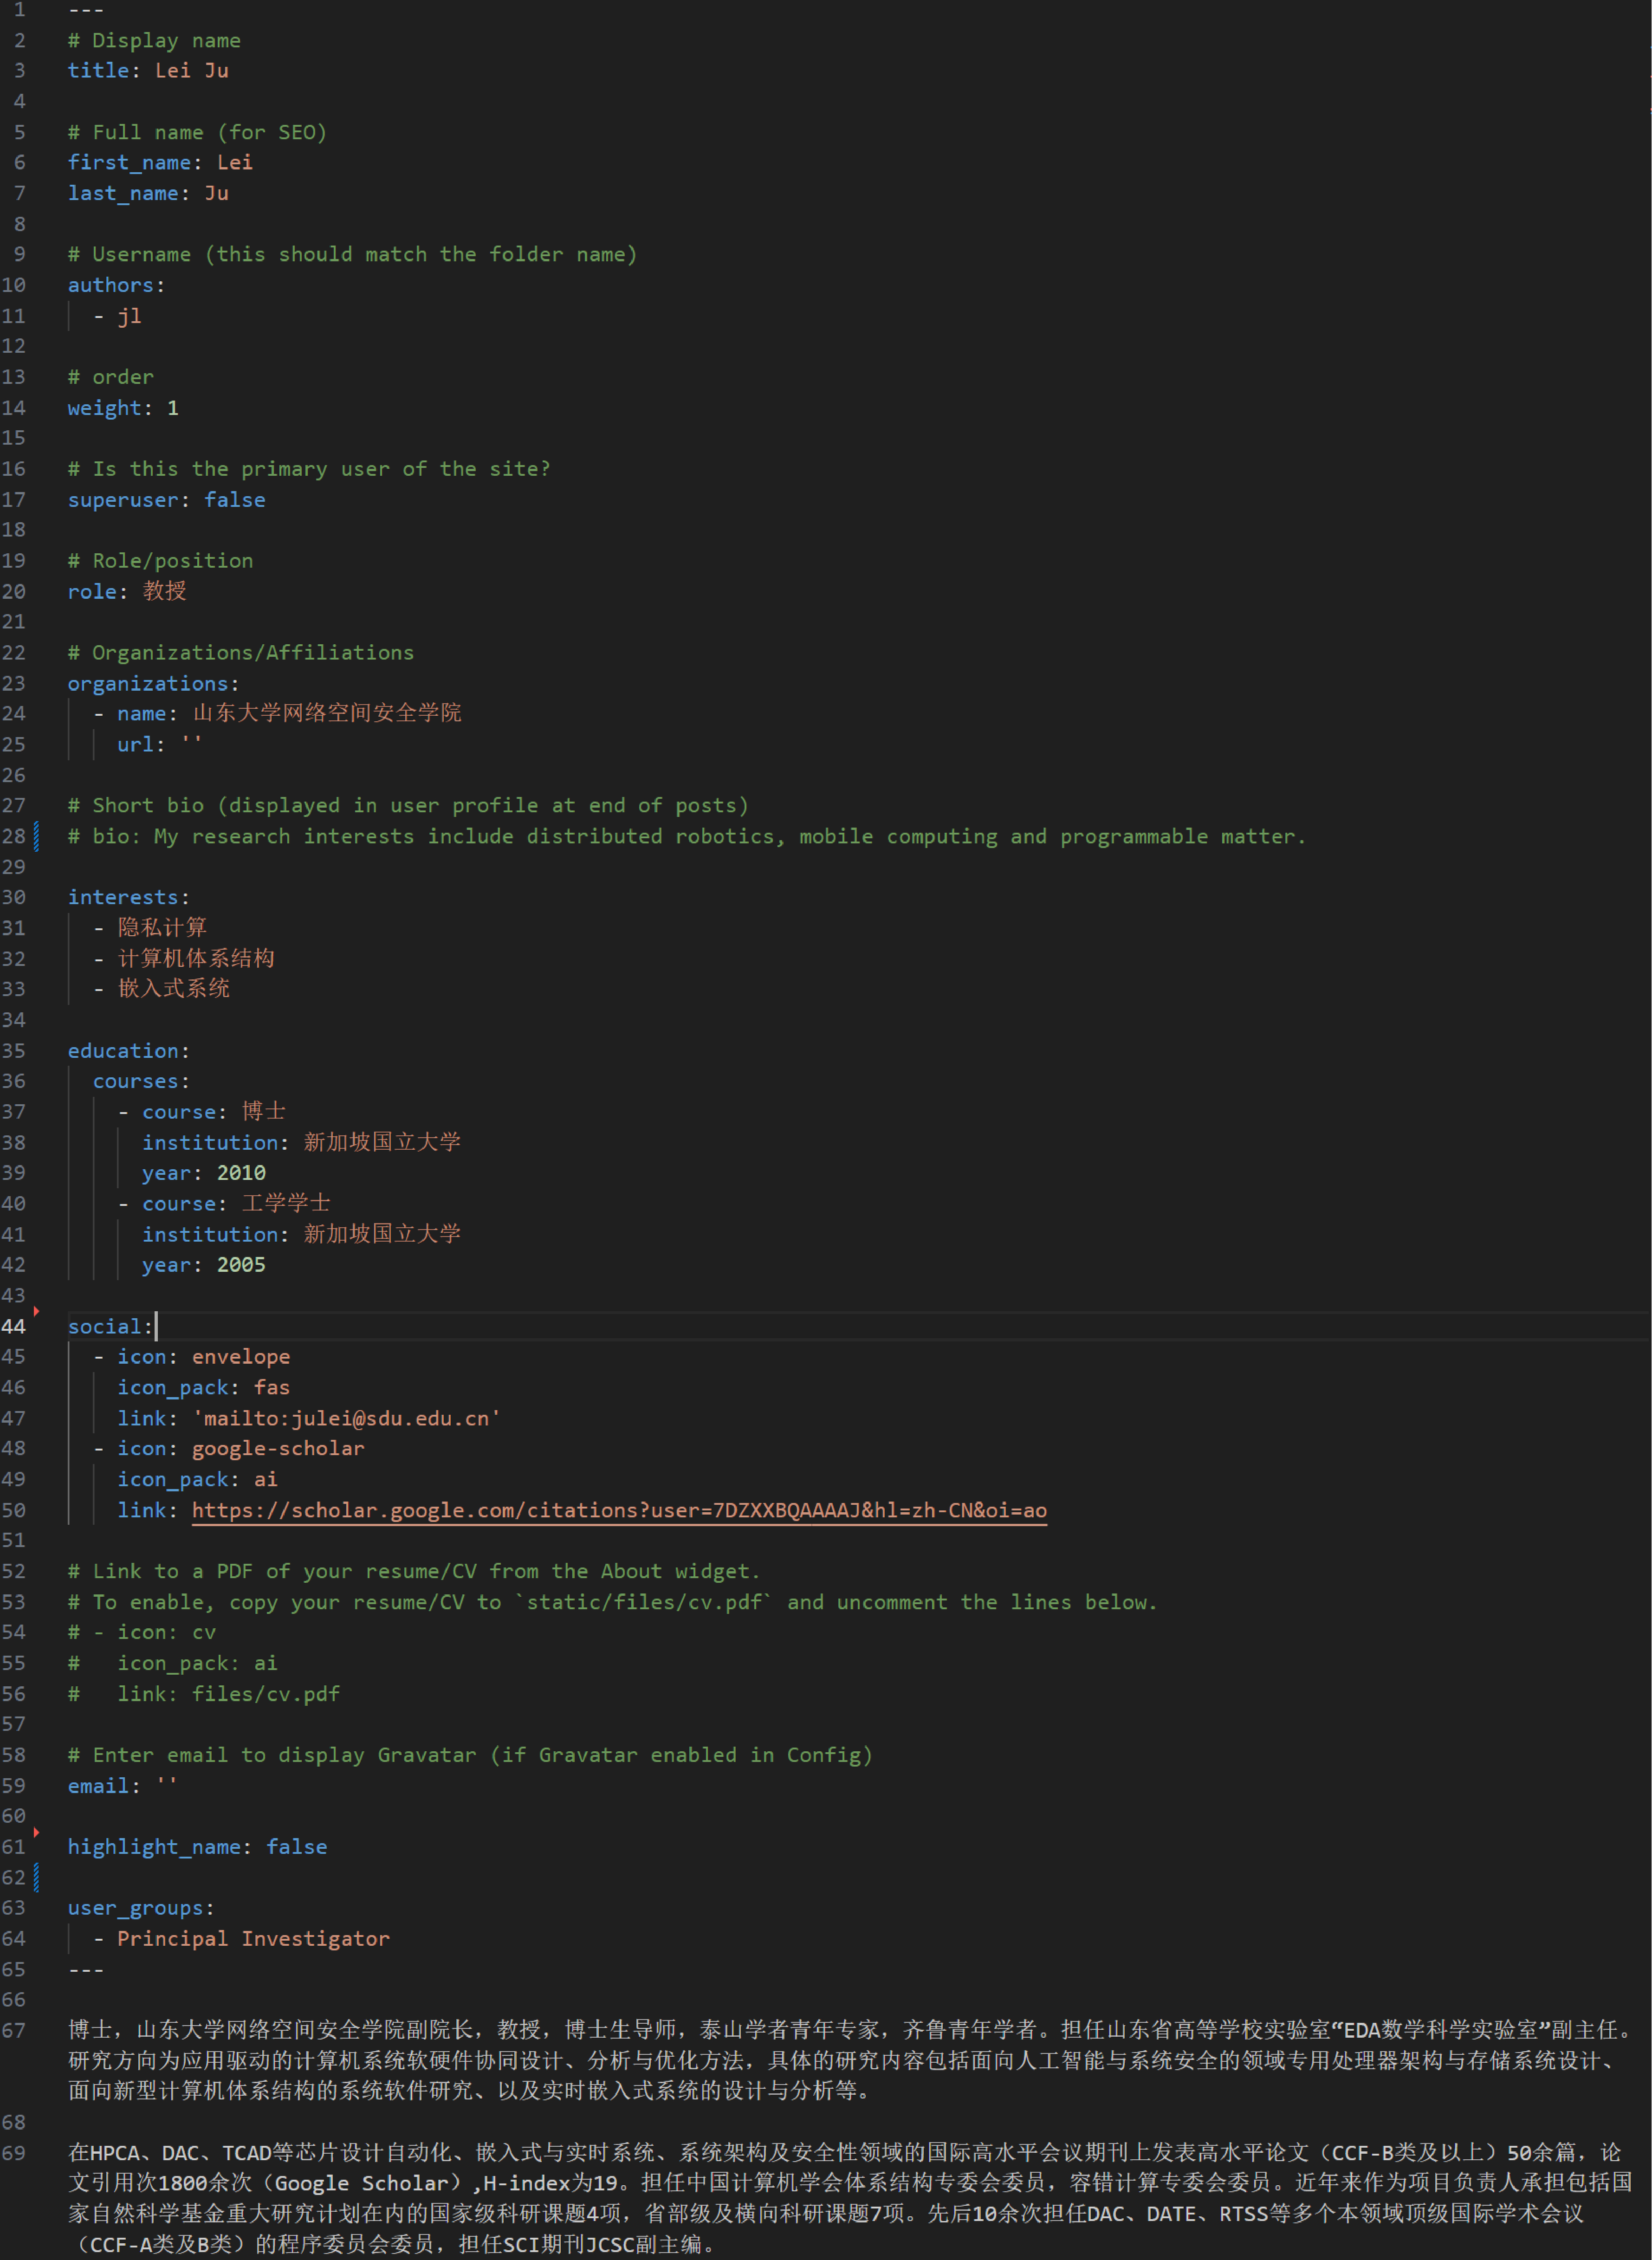 1 ---
2 # Display name
3 title: Lei Ju
4
5 # Full name (for SEO)
6 first_name: Lei
7 last_name: Ju
8
9 # Username (this should match the folder name)
10 authors:
11   - jl
12
13 # order
14 weight: 1
15
16 # Is this the primary user of the site?
17 superuser: false
18
19 # Role/position
20 role: 教授
21
22 # Organizations/Affiliations
23 organizations:
24   - name: 山东大学网络空间安全学院
25     url: ''
26
27 # Short bio (displayed in user profile at end of posts)
28 # bio: My research interests include distributed robotics, mobile computing and programmable matter.
29
30 interests:
31   - 隐私计算
32   - 计算机体系结构
33   - 嵌入式系统
34
35 education:
36   courses:
37     - course: 博士
38       institution: 新加坡国立大学
39       year: 2010
40     - course: 工学学士
41       institution: 新加坡国立大学
42       year: 2005
43
44 social:
45   - icon: envelope
46     icon_pack: fas
47     link: 'mailto:julei@sdu.edu.cn'
48   - icon: google-scholar
49     icon_pack: ai
50     link: https://scholar.google.com/citations?user=7DZXXBQAAAAJ&hl=zh-CN&oi=ao
51
52 # Link to a PDF of your resume/CV from the About widget.
53 # To enable, copy your resume/CV to `static/files/cv.pdf` and uncomment the lines below.
54 # - icon: cv
55 #   icon_pack: ai
56 #   link: files/cv.pdf
57
58 # Enter email to display Gravatar (if Gravatar enabled in Config)
59 email: ''
60
61 highlight_name: false
62
63 user_groups:
64   - Principal Investigator
65 ---
66
67 博士，山东大学网络空间安全学院副院长，教授，博士生导师，泰山学者青年专家，齐鲁青年学者。担任山东省高等学校实验室“EDA数学科学实验室”副主任。
研究方向为应用驱动的计算机系统软硬件协同设计、分析与优化方法，具体的研究内容包括面向人工智能与系统安全的领域专用处理器架构与存储系统设计、
面向新型计算机体系结构的系统软件研究、以及实时嵌入式系统的设计与分析等。
68
69 在HPCA、DAC、TCAD等芯片设计自动化、嵌入式与实时系统、系统架构及安全性领域的国际高水平会议期刊上发表高水平论文（CCF-B类及以上）50余篇，论
文引用次1800余次（Google Scholar）,H-index为19。担任中国计算机学会体系结构专委会委员，容错计算专委会委员。近年来作为项目负责人承担包括国
家自然科学基金重大研究计划在内的国家级科研课题4项，省部级及横向科研课题7项。先后10余次担任DAC、DATE、RTSS等多个本领域顶级国际学术会议
（CCF-A类及B类）的程序委员会委员，担任SCI期刊JCSC副主编。